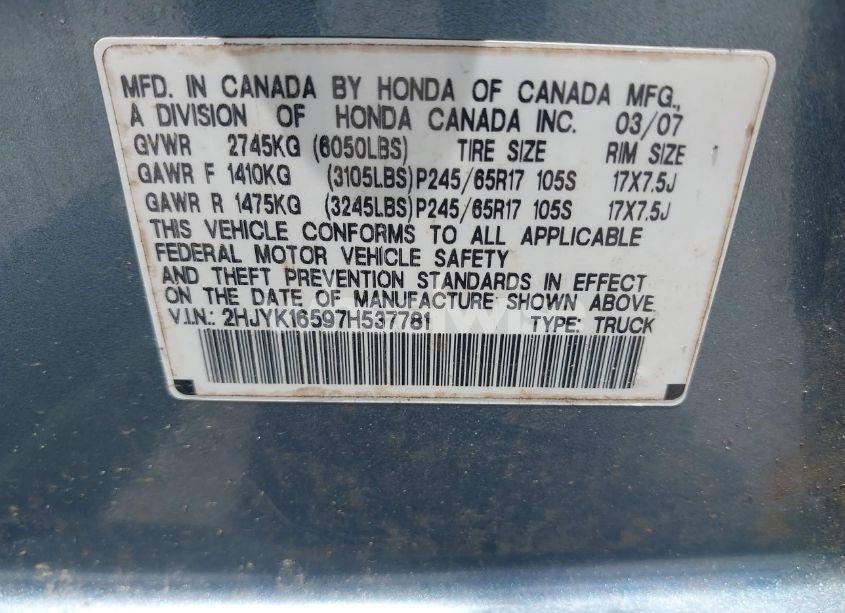 MFD. IN CANADA BY HONDA OF CANADA MFG.,
A DIVISION OF HONDA CANADA INC. 03/07
GVWR 2745KG (6050LBS) TIRE SIZE RIM SIZE 1
GAWR F 1410KG (3105LBS) P245/65R17 105S 17X7.5J
GAWR R 1475KG (3245LBS) P245/65R17 105S 17X7.5J
THIS VEHICLE CONFORMS TO ALL APPLICABLE
FEDERAL MOTOR VEHICLE SAFETY
AND THEFT PREVENTION STANDARDS IN EFFECT
ON THE DATE OF MANUFACTURE SHOWN ABOVE.
V.I.N.: 2HJYK16597H537781 TYPE: TRUCK